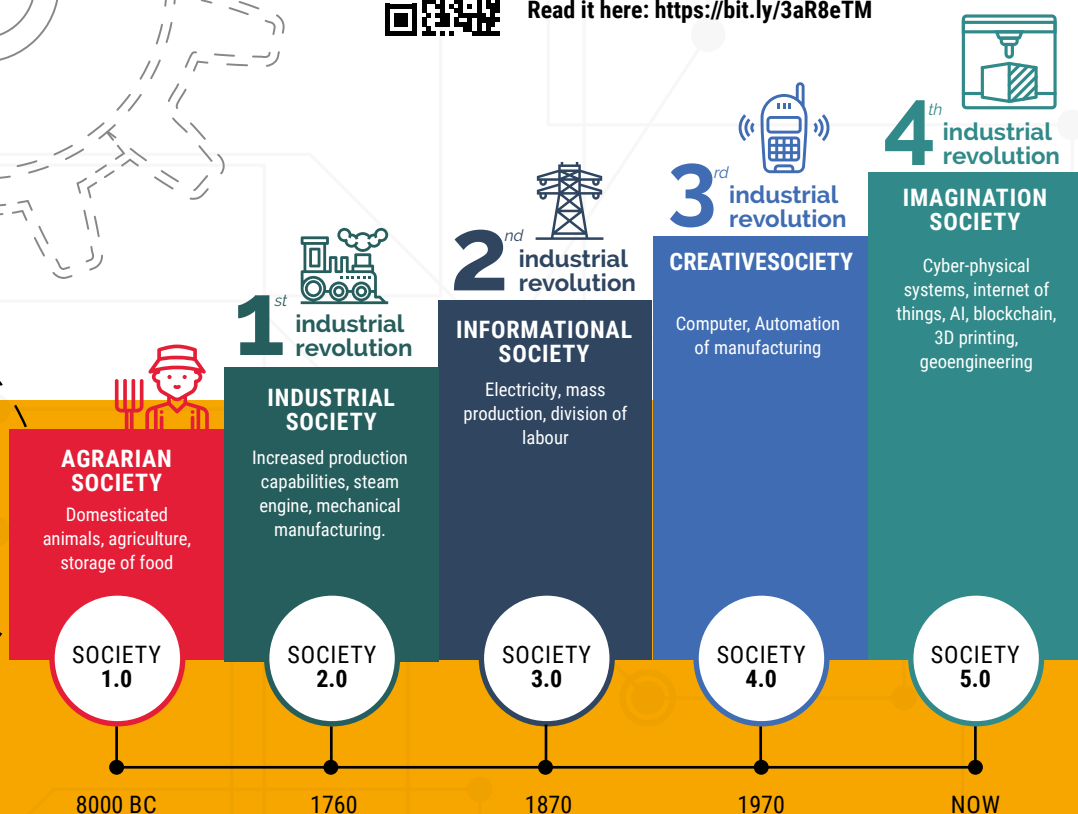 Read it here: https://bit.ly/3aR8eTM
4th industrial
revolution
3rd industrial
revolution
2nd industrial
revolution
1st industrial
revolution
AGRARIAN
SOCIETY
Domesticated
animals, agriculture,
storage of food
INDUSTRIAL
SOCIETY
Increased production
capabilities, steam
engine, mechanical
manufacturing.
INFORMATIONAL
SOCIETY
Electricity, mass
production, division of
labour
CREATIVESOCIETY
Computer, Automation
of manufacturing
IMAGINATION
SOCIETY
Cyber-physical
systems, internet of
things, AI, blockchain,
3D printing,
geoengineering
SOCIETY
1.0
SOCIETY
2.0
SOCIETY
3.0
SOCIETY
4.0
SOCIETY
5.0
8000 BC
1760
1870
1970
NOW